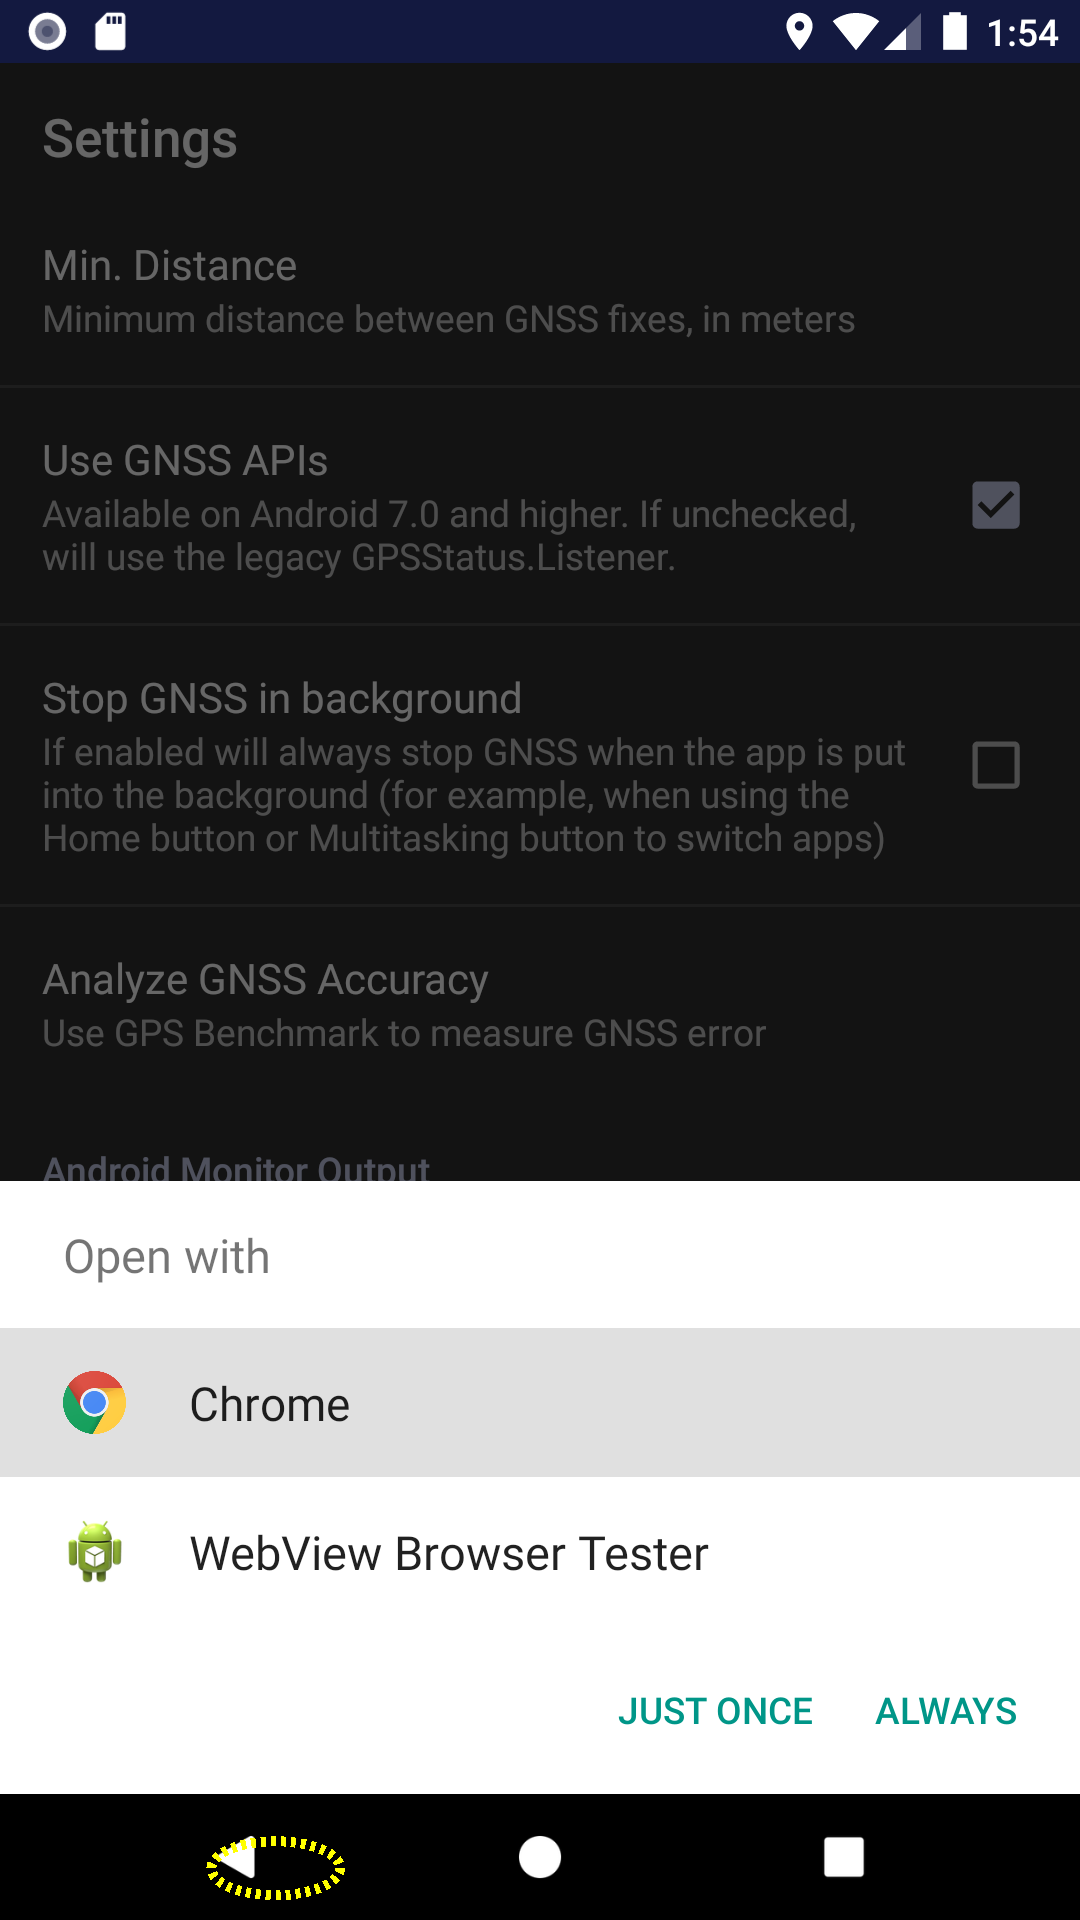 1:54
Settings
Min. Distance
Minimum distance between GNSS fixes, in meters
Use GNSS APIs
Available on Android 7.0 and higher. If unchecked,
will use the legacy GPSStatus.Listener.
Stop GNSS in background
If enabled will always stop GNSS when the app is put
into the background (for example, when using the
Home button or Multitasking button to switch apps)
Analyze GNSS Accuracy
Use GPS Benchmark to measure GNSS error
Android Monitor Output
Open with
Chrome
WebView Browser Tester
JUST ONCE ALWAYS